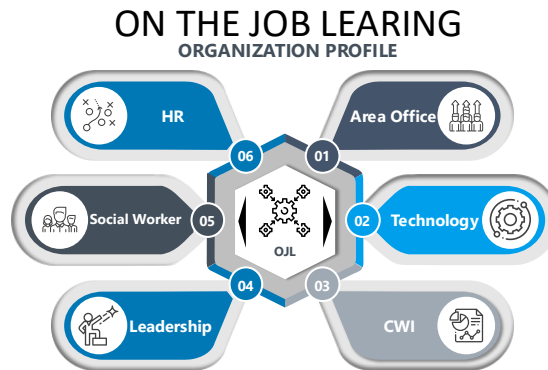 ON THE JOB LEARING
ORGANIZATION PROFILE
HR
Area Office
06
01
Social Worker
05
02
Technology
OJL
04
03
Leadership
CWI